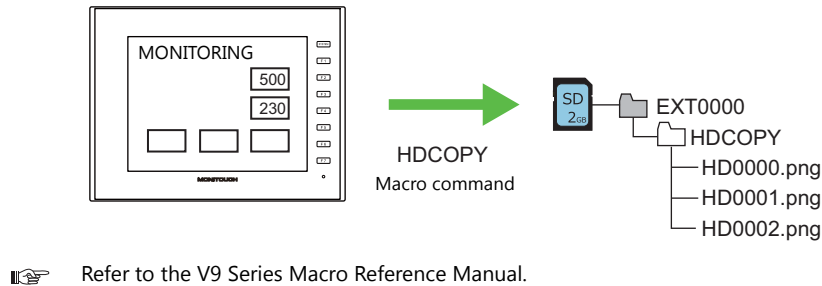 MONITORING
500
230
MONITOUCH
HDCOPY
Macro command
SD
2GB
EXT0000
HDCOPY
HD0000.png
HD0001.png
HD0002.png
Refer to the V9 Series Macro Reference Manual.